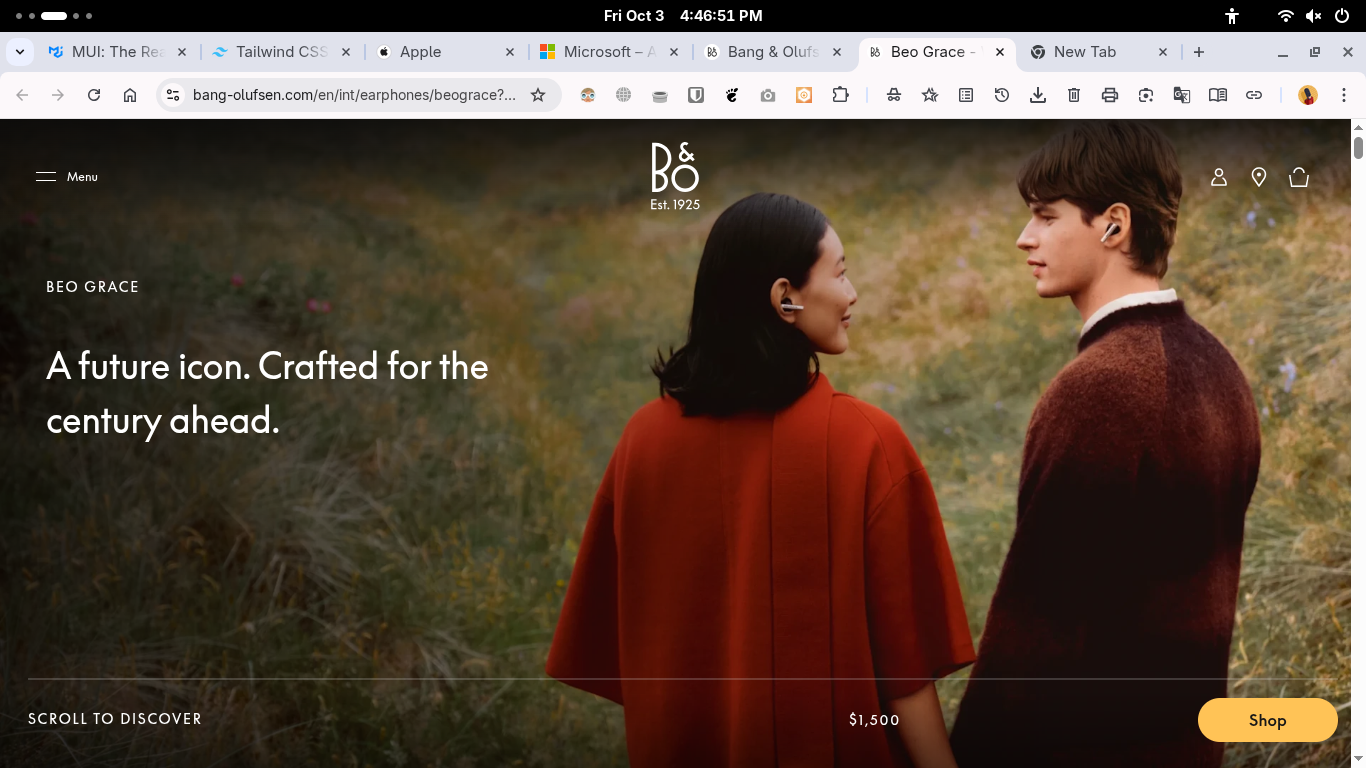 Fri Oct 3 4:46:51 PM
MUI: The Rea
Tailwind CSS
Apple
Microsoft – A
Bang & Olufs
Beo Grace -
New Tab
bang-olufsen.com/en/int/earphones/beograce?...
Menu
B&O
Est. 1925
BEO GRACE
A future icon. Crafted for the
century ahead.
SCROLL TO DISCOVER
$1,500
Shop